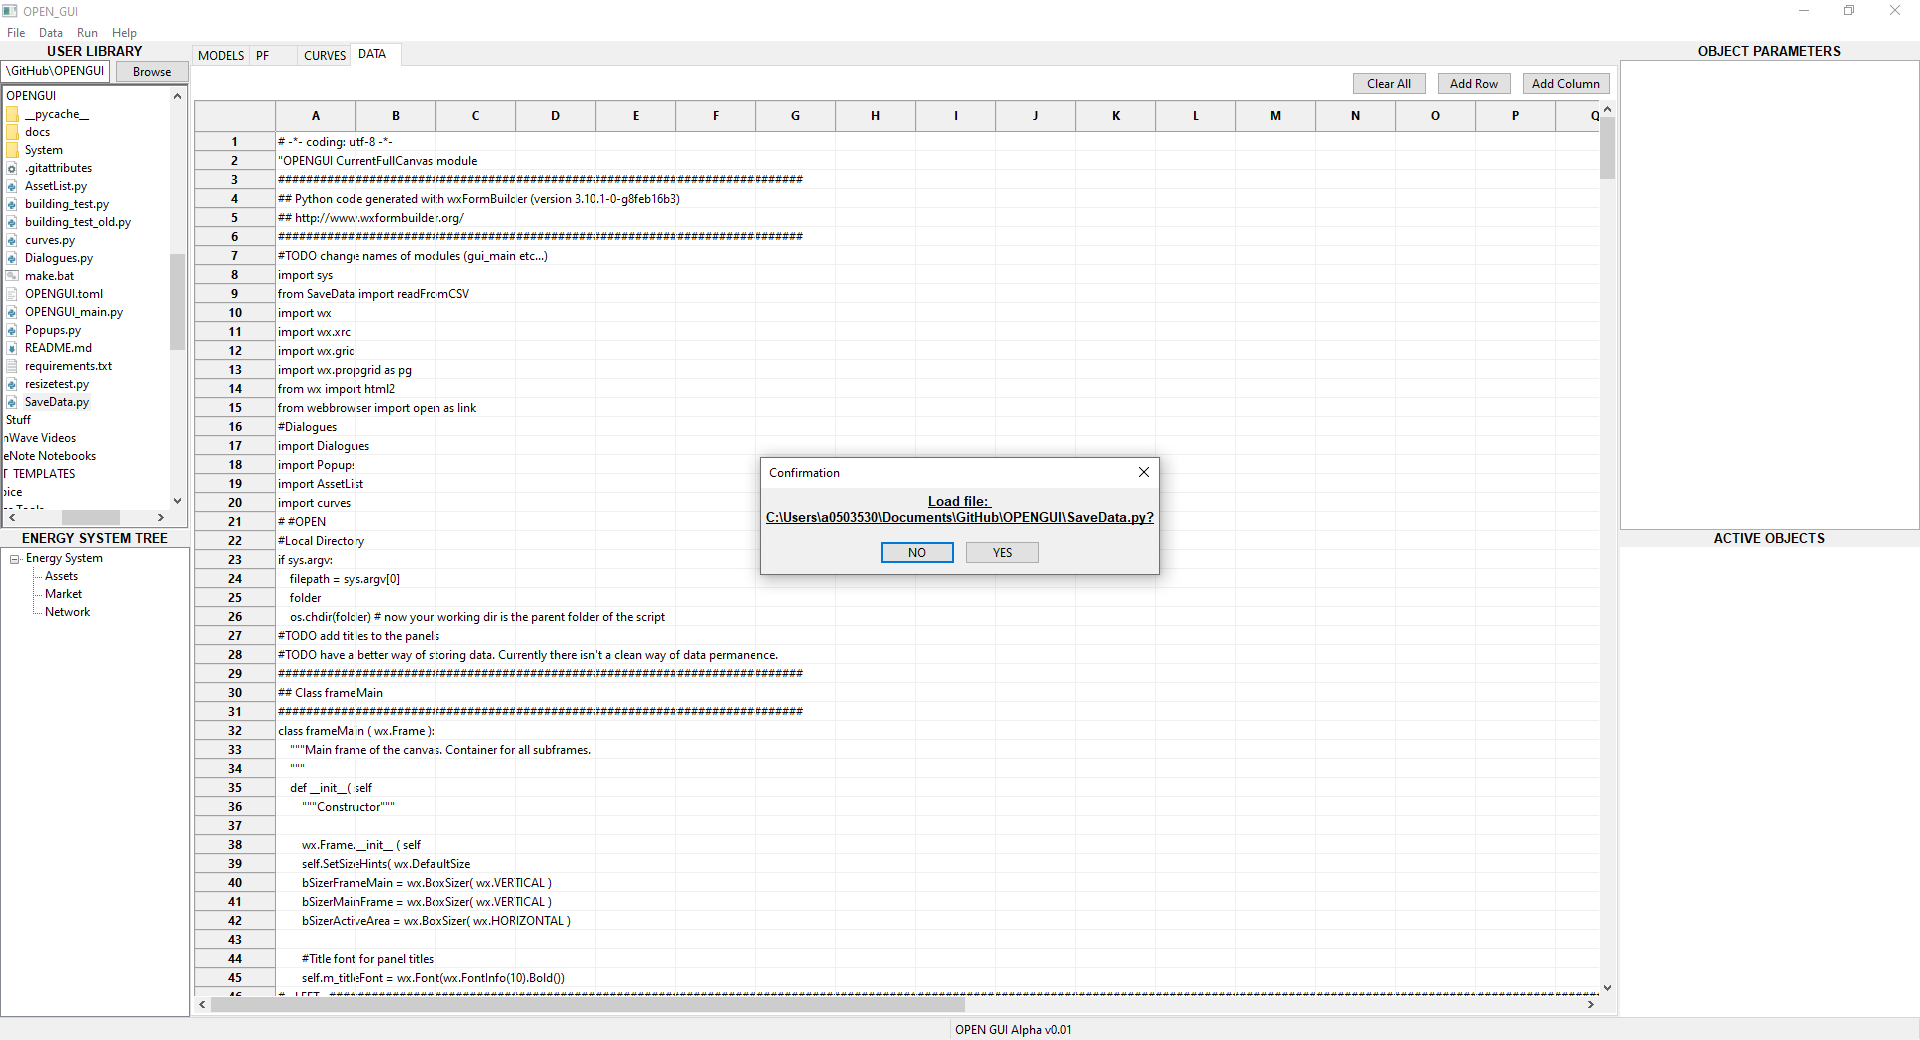 OPEN_GUI
File Data Run Help
USER LIBRARY
\GitHub\OPENGUI Browse
OPENGUI
__pycache__
docs
System
.gitattributes
AssetList.py
building_test.py
building_test_old.py
curves.py
Dialogues.py
make.bat
OPENGUI.toml
OPENGUI_main.py
Popups.py
README.md
requirements.txt
resizetest.py
SaveData.py
Stuff
nWave Videos
eNote Notebooks
T TEMPLATES
oice
ENERGY SYSTEM TREE
Energy System
Assets
Market
Network
MODELS PF CURVES DATA
Clear All Add Row Add Column
A B C D E F G H I J K L M N O P Q
1 # -*- coding: utf-8 -*-
2 "OPENGUI CurrentFullCanvas module
3 ###########################################################################
4 ## Python code generated with wxFormBuilder (version 3.10.1-0-g8feb16b3)
5 ## http://www.wxformbuilder.org/
6 ###########################################################################
7 #TODO change names of modules (gui_main etc...)
8 import sys
9 from SaveData import readFromCSV
10 import wx
11 import wx.xrc
12 import wx.grid
13 import wx.propgrid as pg
14 from wx import html2
15 from webbrowser import open as link
16 #Dialogues
17 import Dialogues
18 import Popups
19 import AssetList
20 import curves
21 # #OPEN
22 #Local Directory
23 if sys.argv:
24 filepath = sys.argv[0]
25 folder
26 os.chdir(folder) # now your working dir is the parent folder of the script
27 #TODO add titles to the panels
28 #TODO have a better way of storing data. Currently there isn't a clean way of data permanence.
29 ###########################################################################
30 ## Class frameMain
31 ###########################################################################
32 class frameMain ( wx.Frame ):
33 """Main frame of the canvas. Container for all subframes.
34 """
35 def __init__( self
36 """Constructor"""
37
38 wx.Frame.__init__ ( self
39 self.SetSizeHints( wx.DefaultSize
40 bSizerFrameMain = wx.BoxSizer( wx.VERTICAL )
41 bSizerMainFrame = wx.BoxSizer( wx.VERTICAL )
42 bSizerActiveArea = wx.BoxSizer( wx.HORIZONTAL )
43
44 #Title font for panel titles
45 self.m_titleFont = wx.Font(wx.FontInfo(10).Bold())
Confirmation
Load file:
C:\Users\a0503530\Documents\GitHub\OPENGUI\SaveData.py?
NO YES
OBJECT PARAMETERS
ACTIVE OBJECTS
OPEN GUI Alpha v0.01